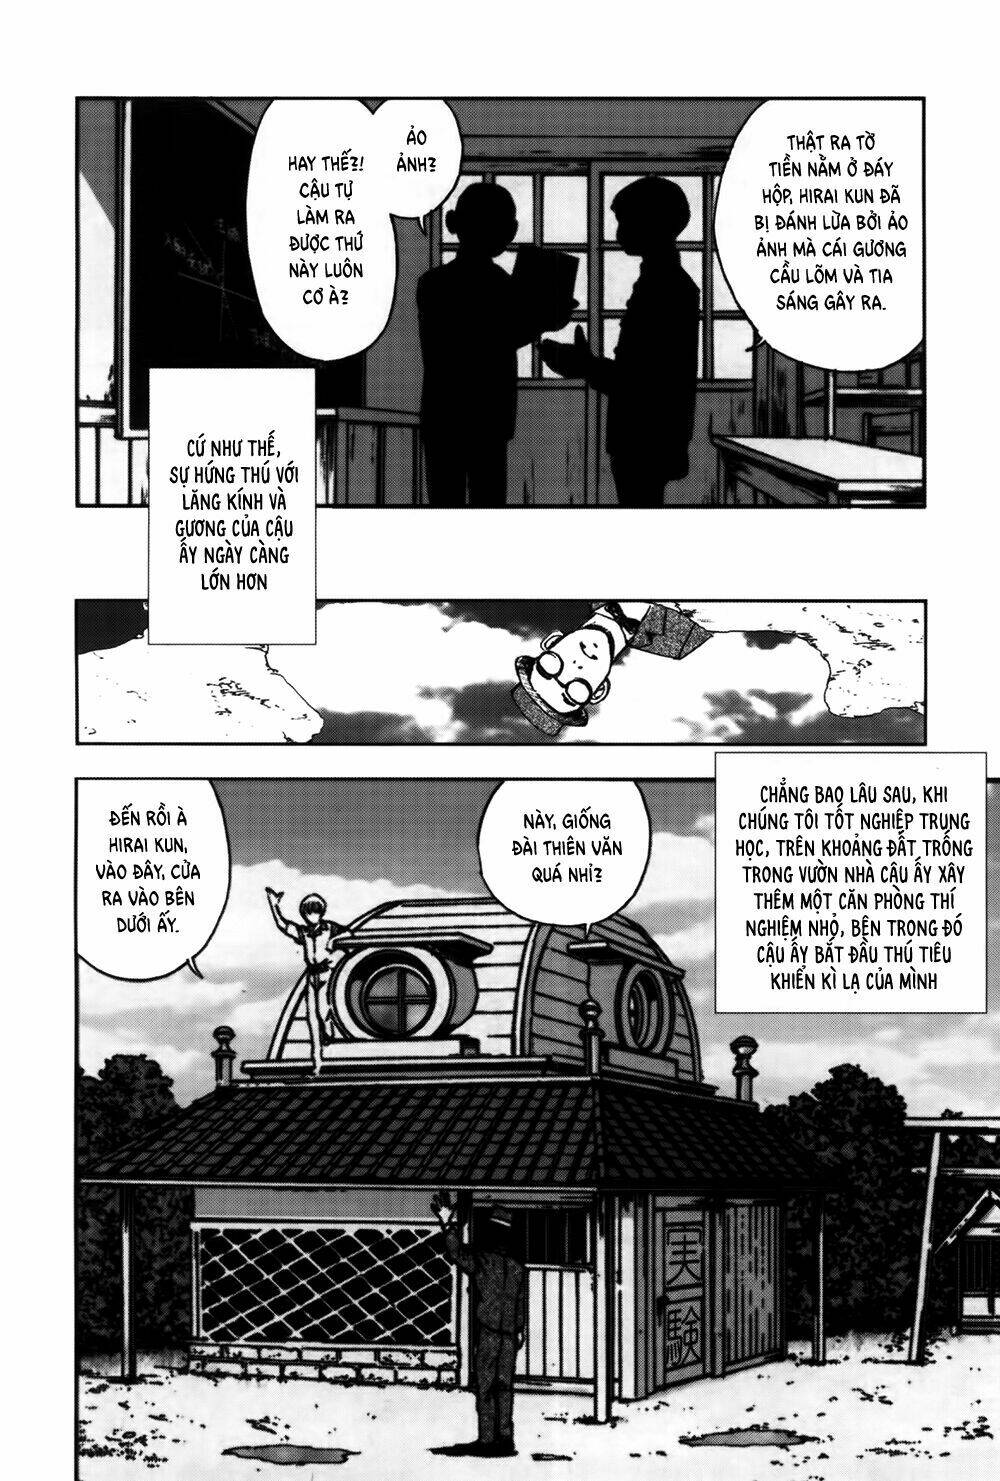 THẬT RA TỜ
TIỀN NẰM Ở ĐÁY
HỘP, HIRAI KUN ĐÃ
BỊ ĐÁNH LỪA BỞI ẢO
ẢNH MÀ CÁI GƯƠNG
CẦU LÕM VÀ TIA
SÁNG GÂY RA.
ẢO
ẢNH?
HAY THẾ?!
CẬU TỰ
LÀM RA
ĐƯỢC THỨ
NÀY LUÔN
CƠ À?
CỨ NHƯ THẾ,
SỰ HỨNG THÚ VỚI
LĂNG KÍNH VÀ
GƯƠNG CỦA CẬU
ẤY NGÀY CÀNG
LỚN HƠN
CHẲNG BAO LÂU SAU, KHI
CHÚNG TÔI TỐT NGHIỆP TRUNG
HỌC, TRÊN KHOẢNG ĐẤT TRỐNG
TRONG VƯỜN NHÀ CẬU ẤY XÂY
THÊM MỘT CĂN PHÒNG THÍ
NGHIỆM NHỎ, BÊN TRONG ĐÓ
CẬU ẤY BẮT ĐẦU THÚ TIÊU
KHIỂN KÌ LẠ CỦA MÌNH
NÀY, GIỐNG
ĐÀI THIÊN VĂN
QUÁ NHỈ?
ĐẾN RỒI À
HIRAI KUN,
VÀO ĐÂY, CỬA
RA VÀO BÊN
DƯỚI ẤY.
実
験